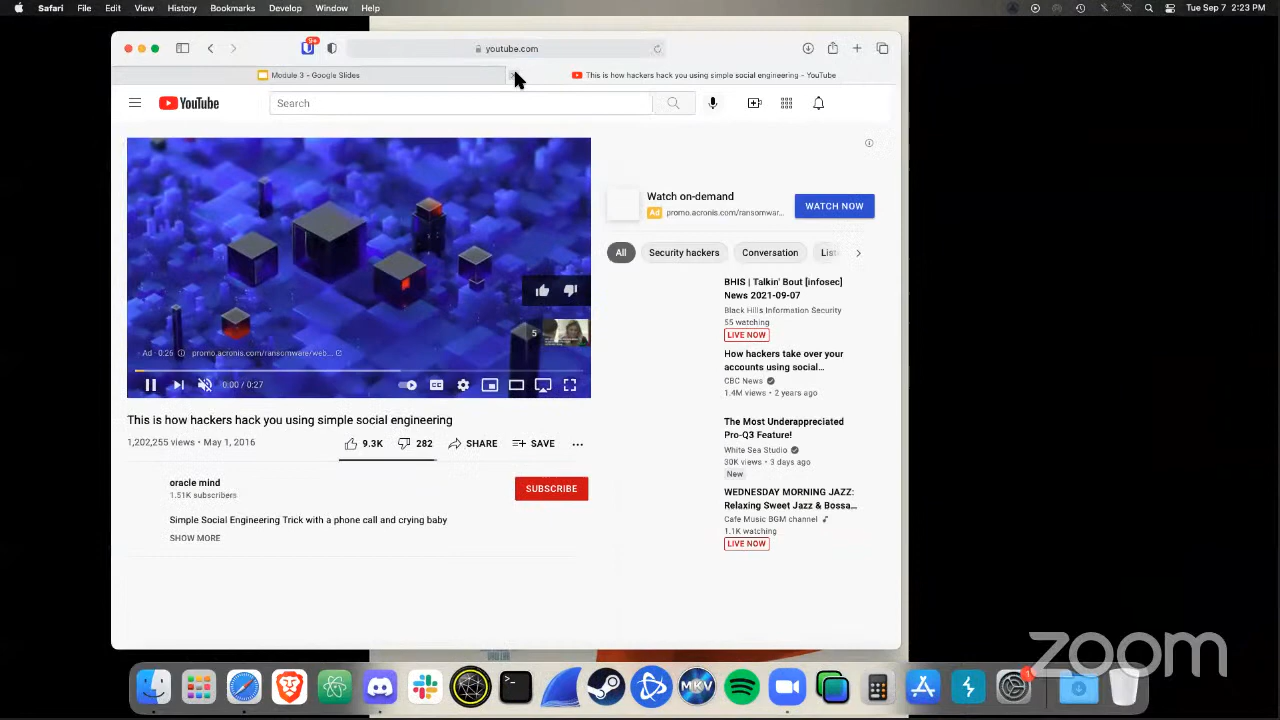 Safari File Edit View History Bookmarks Develop Window Help
Tue Sep 7 2:23 PM
9+
youtube.com
Module 3 - Google Slides
This is how hackers hack you using simple social engineering - YouTube
YouTube
Search
Watch on-demand
Ad promo.acronis.com/ransomwar...
WATCH NOW
All
Security hackers
Conversation
List
BHIS | Talkin' Bout [infosec]
News 2021-09-07
Black Hills Information Security
55 watching
LIVE NOW
5
Ad · 0:26 promo.acronis.com/ransomware/web...
0:00 / 0:27
CC
How hackers take over your
accounts using social...
CBC News
1.4M views • 2 years ago
This is how hackers hack you using simple social engineering
1,202,255 views • May 1, 2016
9.3K
282
SHARE
SAVE
The Most Underappreciated
Pro-Q3 Feature!
White Sea Studio
30K views • 3 days ago
New
oracle mind
1.51K subscribers
SUBSCRIBE
WEDNESDAY MORNING JAZZ:
Relaxing Sweet Jazz & Bossa...
Cafe Music BGM channel
1.1K watching
LIVE NOW
Simple Social Engineering Trick with a phone call and crying baby
SHOW MORE
zoom
MKV
1